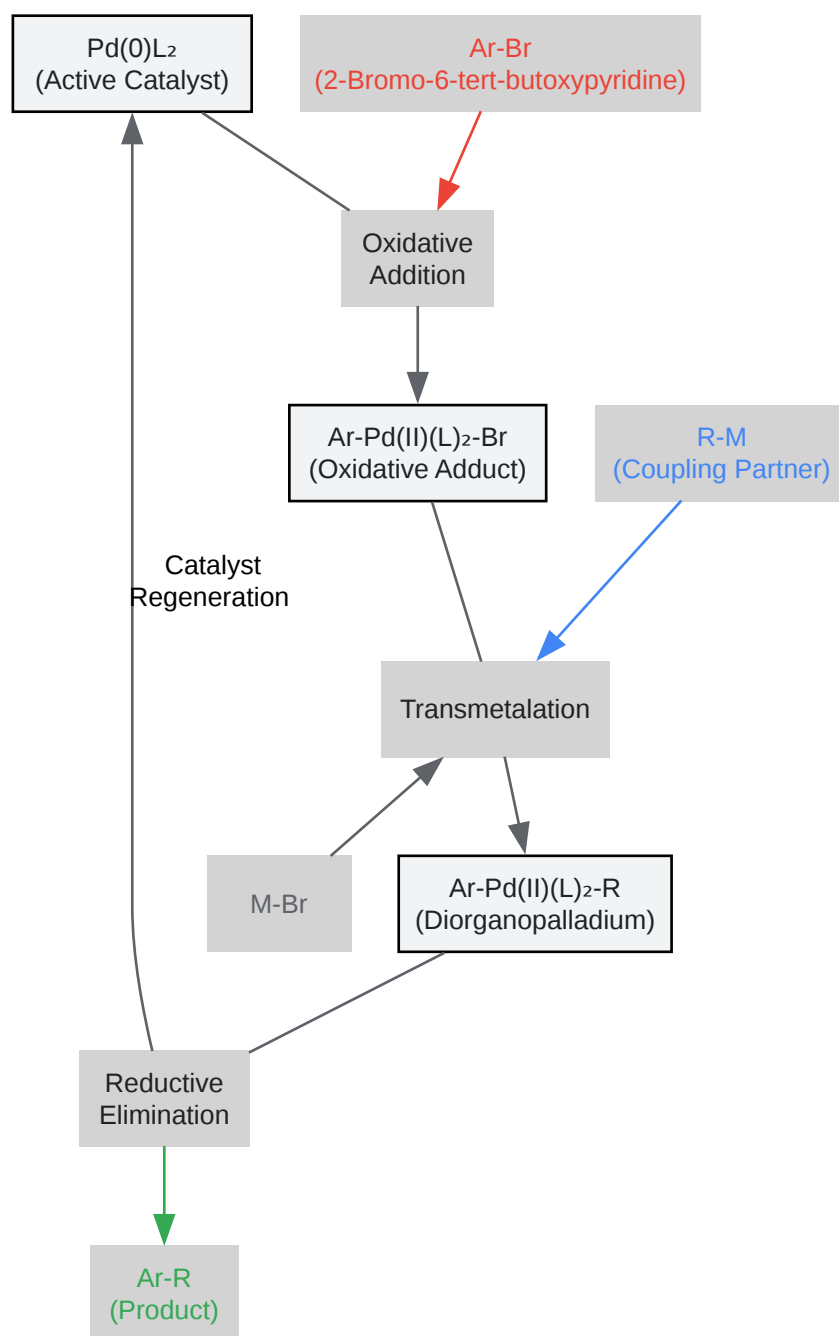 Pd(0)L₂
(Active Catalyst)
Ar-Br
(2-Bromo-6-tert-butoxypyridine)
Oxidative
Addition
Ar-Pd(II)(L)₂-Br
(Oxidative Adduct)
R-M
(Coupling Partner)
Catalyst
Regeneration
Transmetalation
M-Br
Ar-Pd(II)(L)₂-R
(Diorganopalladium)
Reductive
Elimination
Ar-R
(Product)